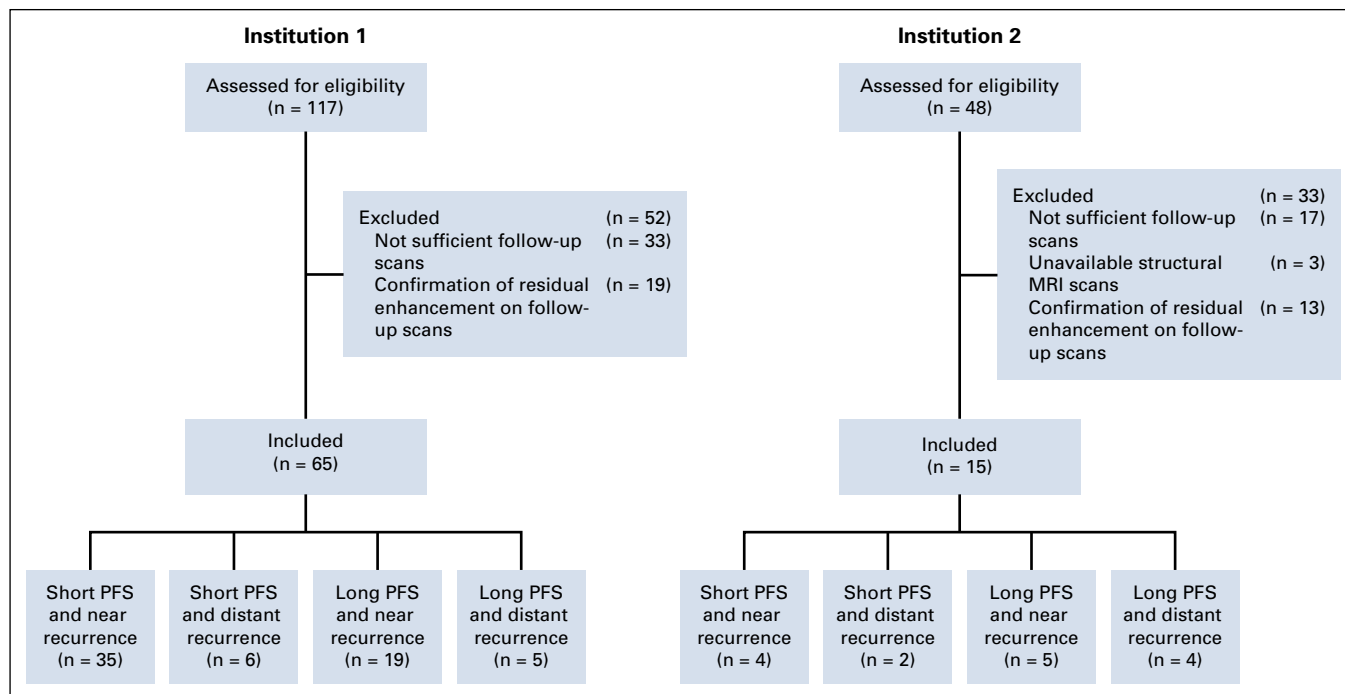 Institution 1
Assessed for eligibility
(n = 117)
Excluded (n = 52)
Not sufficient follow-up (n = 33)
scans
Confirmation of residual (n = 19)
enhancement on follow-
up scans
Included
(n = 65)
Short PFS
and near
recurrence
(n = 35)
Short PFS
and distant
recurrence
(n = 6)
Long PFS
and near
recurrence
(n = 19)
Long PFS
and distant
recurrence
(n = 5)
Institution 2
Assessed for eligibility
(n = 48)
Excluded (n = 33)
Not sufficient follow-up (n = 17)
scans
Unavailable structural (n = 3)
MRI scans
Confirmation of residual (n = 13)
enhancement on follow-
up scans
Included
(n = 15)
Short PFS
and near
recurrence
(n = 4)
Short PFS
and distant
recurrence
(n = 2)
Long PFS
and near
recurrence
(n = 5)
Long PFS
and distant
recurrence
(n = 4)